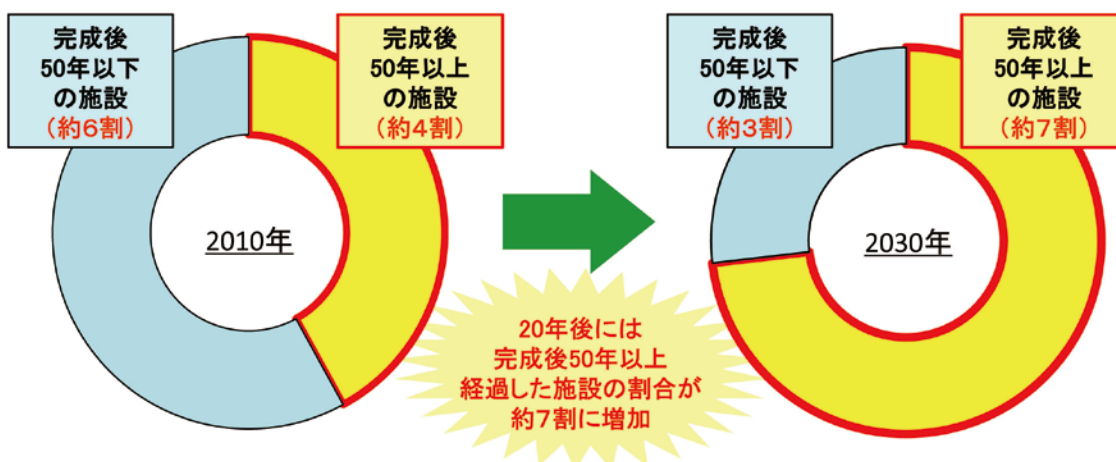 完成後
50年以下
の施設
(約6割)
完成後
50年以上
の施設
(約4割)
2010年
完成後
50年以下
の施設
(約3割)
完成後
50年以上
の施設
(約7割)
2030年
20年後には
完成後50年以上
経過した施設の割合が
約7割に増加